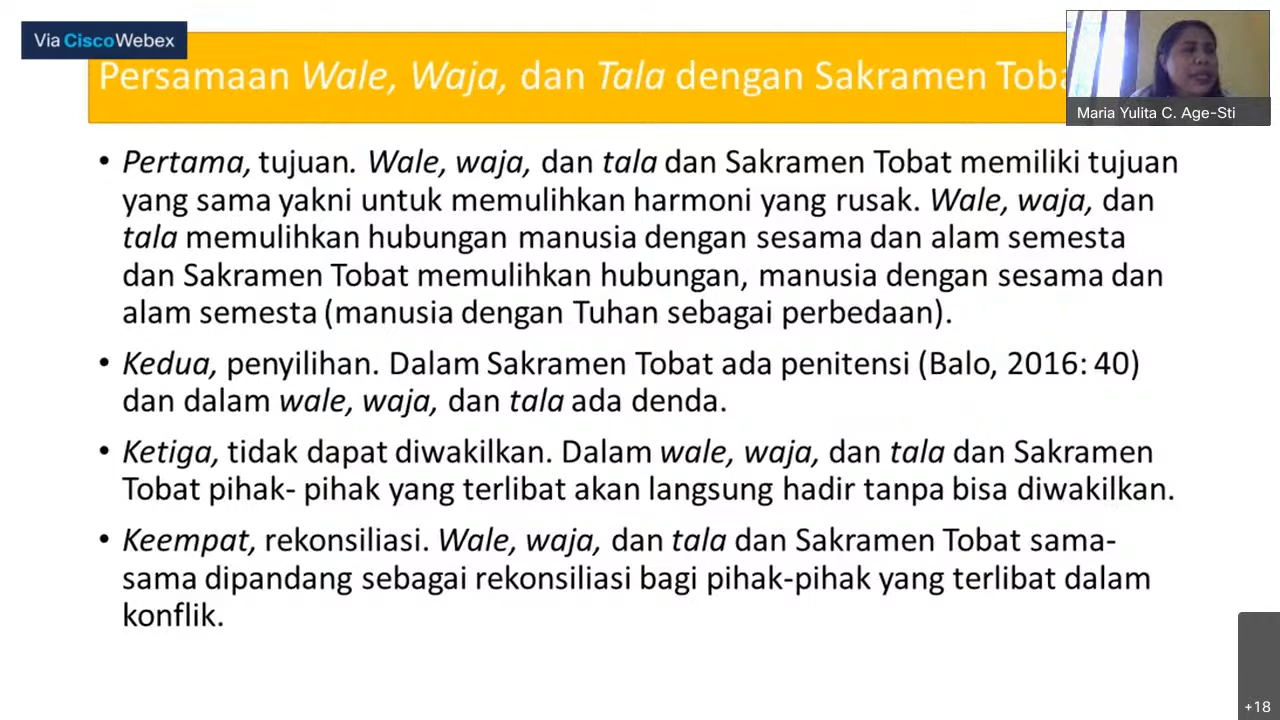 Via Cisco Webex
Persamaan Wale, Waja, dan Tala dengan Sakramen
Maria Yulita C. Age-Sti
• Pertama, tujuan. Wale, waja, dan tala dan Sakramen Tobat memiliki tujuan
yang sama yakni untuk memulihkan harmoni yang rusak. Wale, waja, dan
tala memulihkan hubungan manusia dengan sesama dan alam semesta
dan Sakramen Tobat memulihkan hubungan, manusia dengan sesama dan
alam semesta (manusia dengan Tuhan sebagai perbedaan).
• Kedua, penyilihan. Dalam Sakramen Tobat ada penitensi (Balo, 2016: 40)
dan dalam wale, waja, dan tala ada denda.
• Ketiga, tidak dapat diwakilkan. Dalam wale, waja, dan tala dan Sakramen
Tobat pihak- pihak yang terlibat akan langsung hadir tanpa bisa diwakilkan.
• Keempat, rekonsiliasi. Wale, waja, dan tala dan Sakramen Tobat sama-
sama dipandang sebagai rekonsiliasi bagi pihak-pihak yang terlibat dalam
konflik.
+18